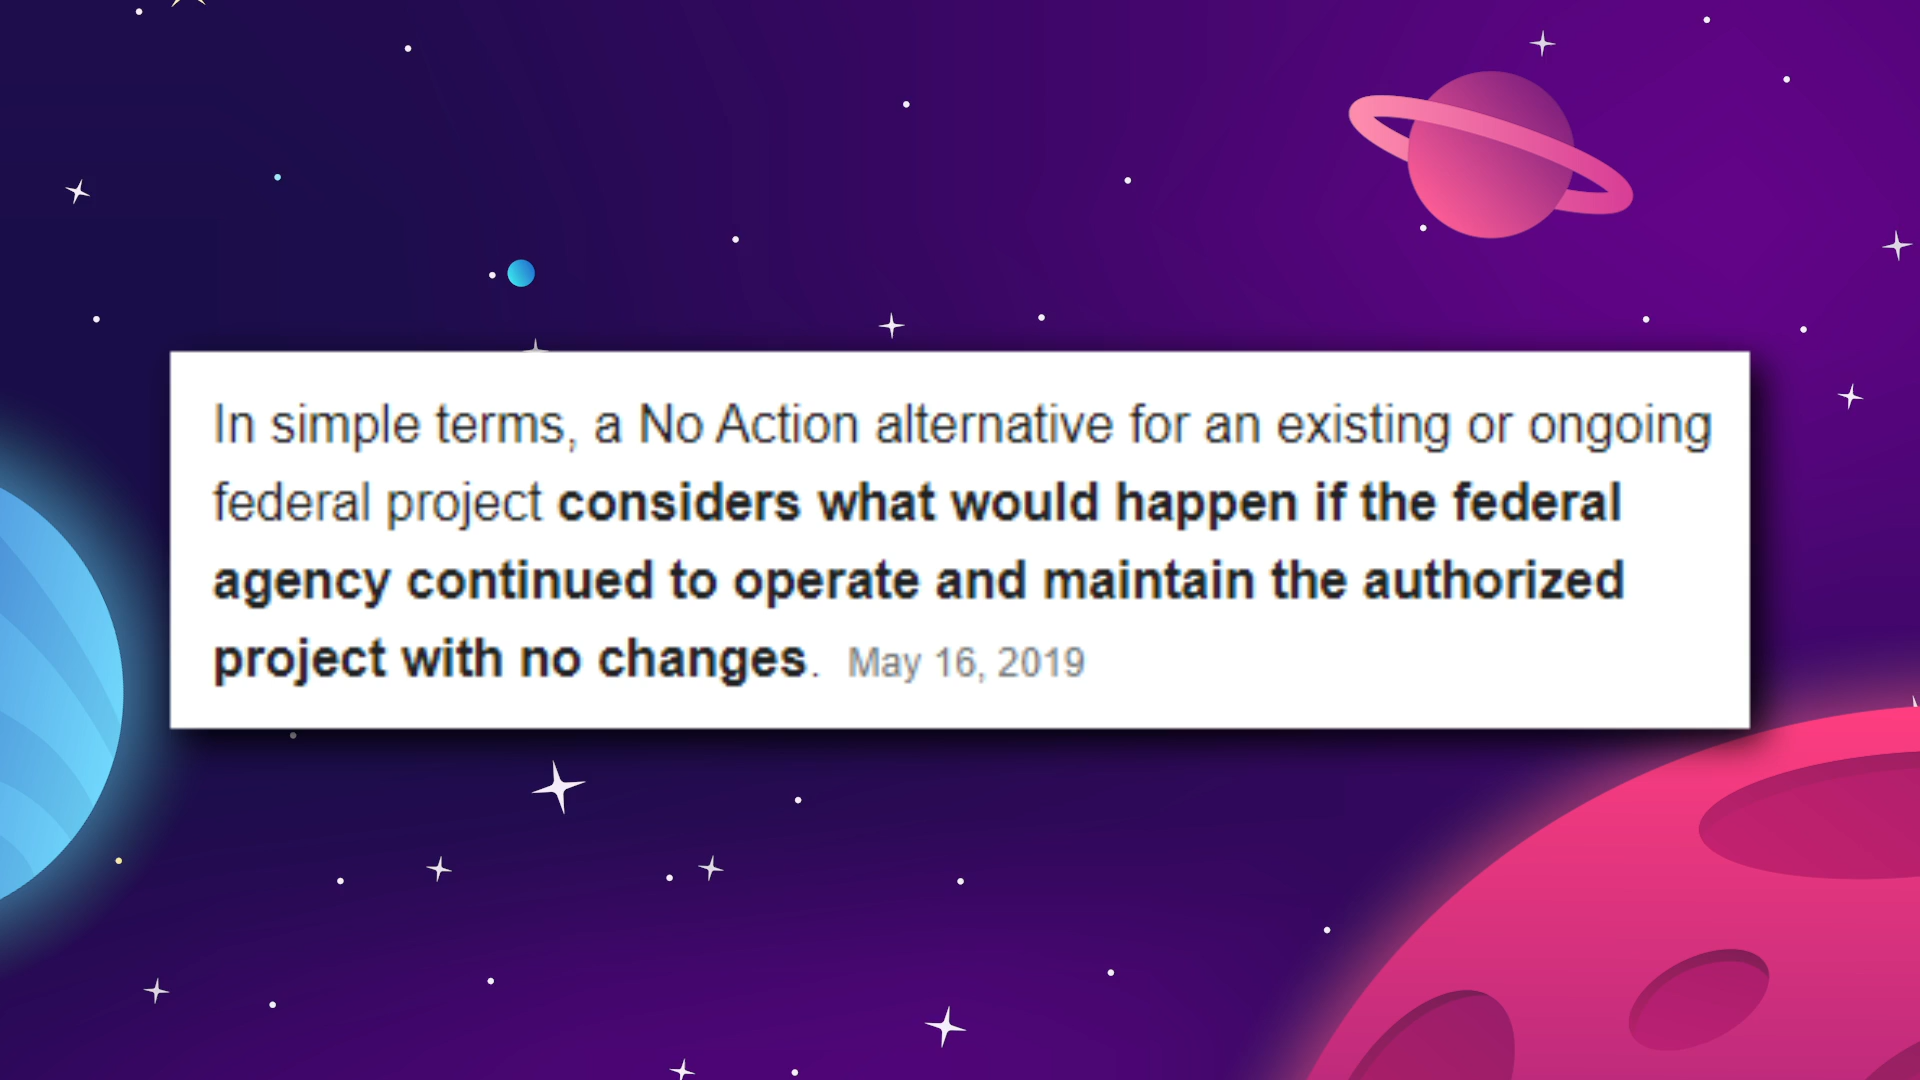 In simple terms, a No Action alternative for an existing or ongoing
federal project considers what would happen if the federal
agency continued to operate and maintain the authorized
project with no changes. May 16, 2019